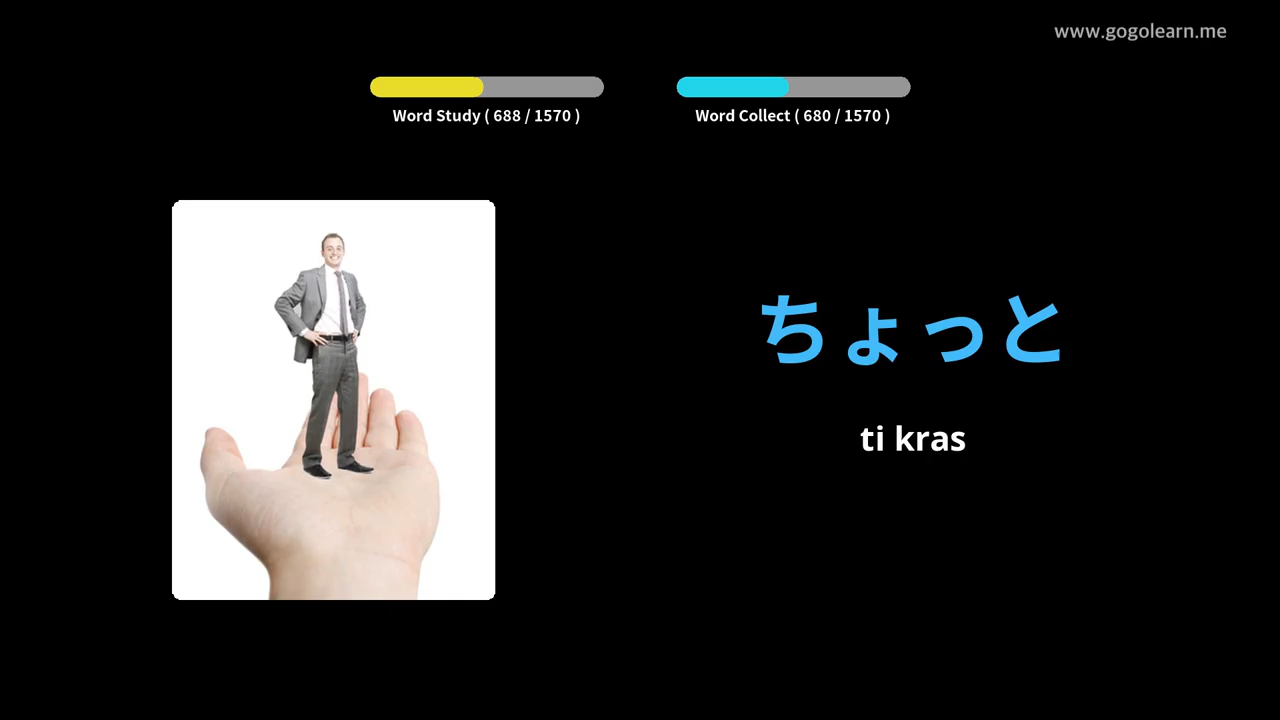 www.gogolearn.me
Word Study ( 688 / 1570 )
Word Collect ( 680 / 1570 )
ちょっと
ti kras